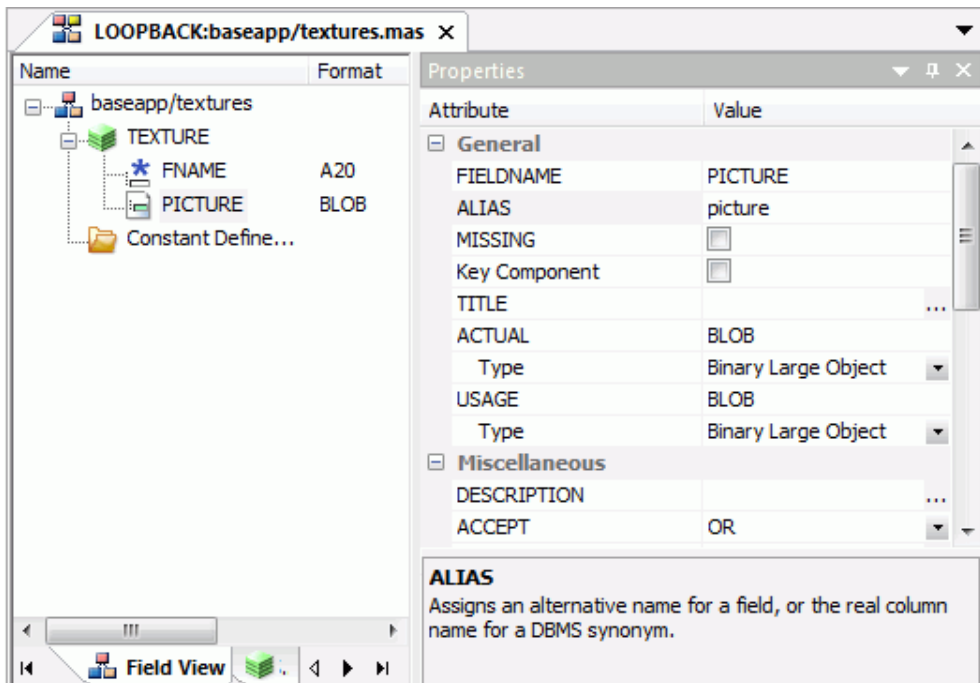 LOOPBACK:baseapp/textures.mas
Name Format
baseapp/textures
TEXTURE
FNAME A20
PICTURE BLOB
Constant Define...
Field View
Properties
Attribute Value
General
FIELDNAME PICTURE
ALIAS picture
MISSING
Key Component
TITLE ...
ACTUAL BLOB
Type Binary Large Object
USAGE BLOB
Type Binary Large Object
Miscellaneous
DESCRIPTION ...
ACCEPT OR
ALIAS
Assigns an alternative name for a field, or the real column
name for a DBMS synonym.